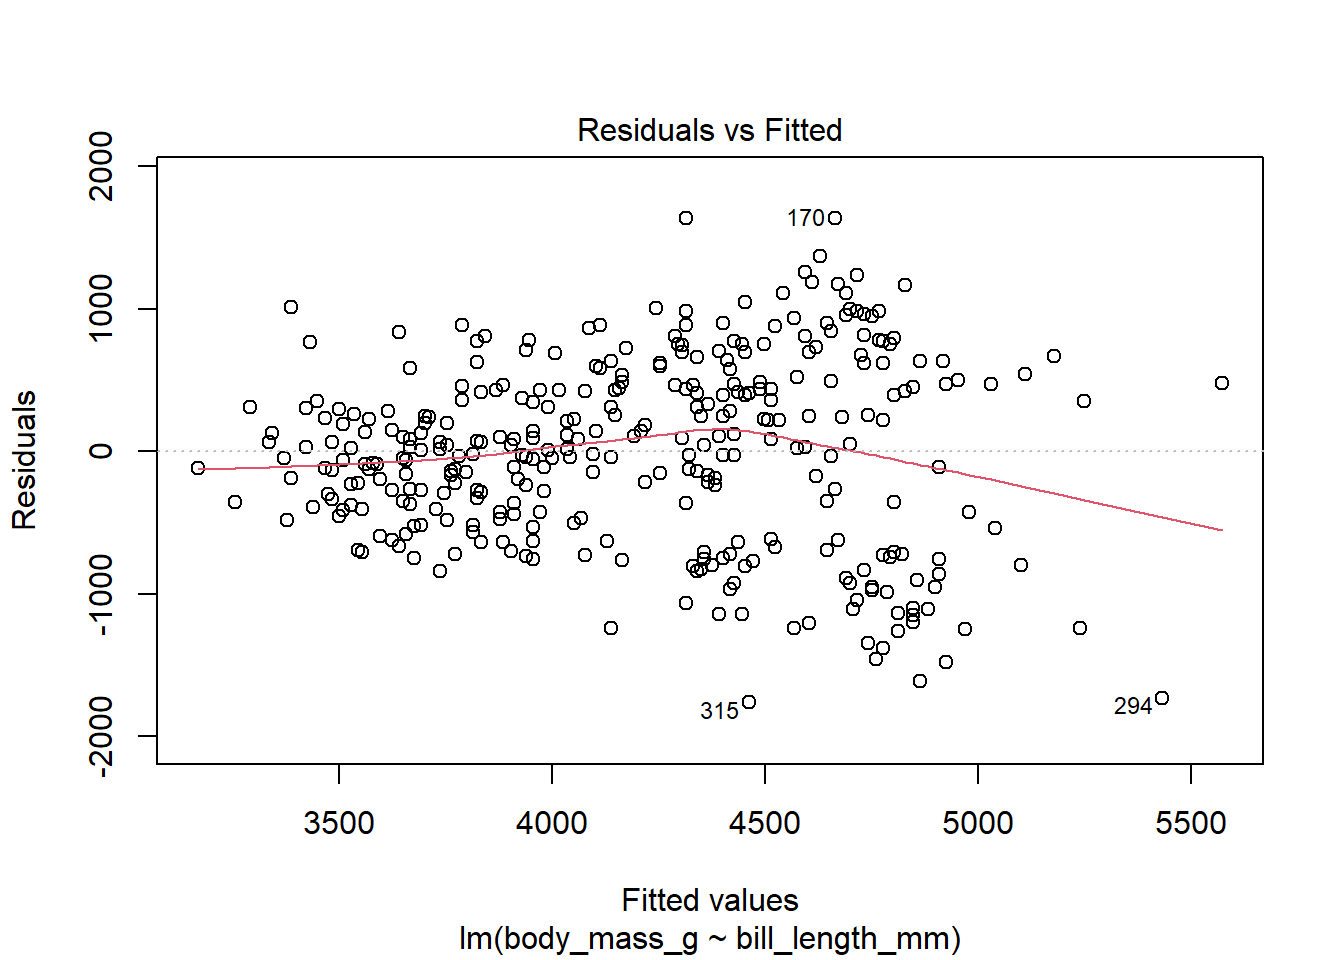 Residuals vs Fitted
2000
1000
0
-1000
-2000
Residuals
170
315
294
3500 4000 4500 5000 5500
Fitted values
lm(body_mass_g ~ bill_length_mm)